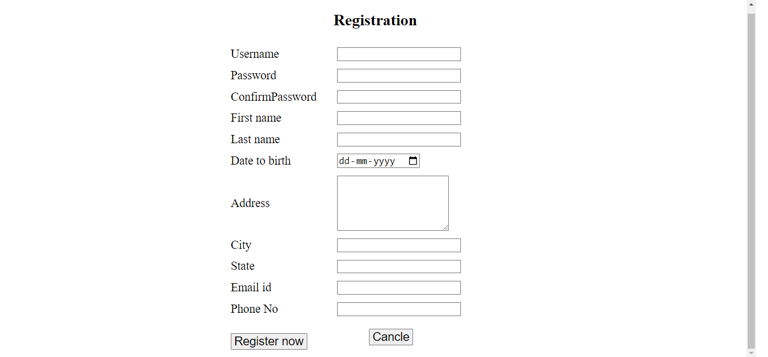 Registration
Username
Password
ConfirmPassword
First name
Last name
Date to birth dd-mm-yyyy
Address
City
State
Email id
Phone No
Register now Cancle